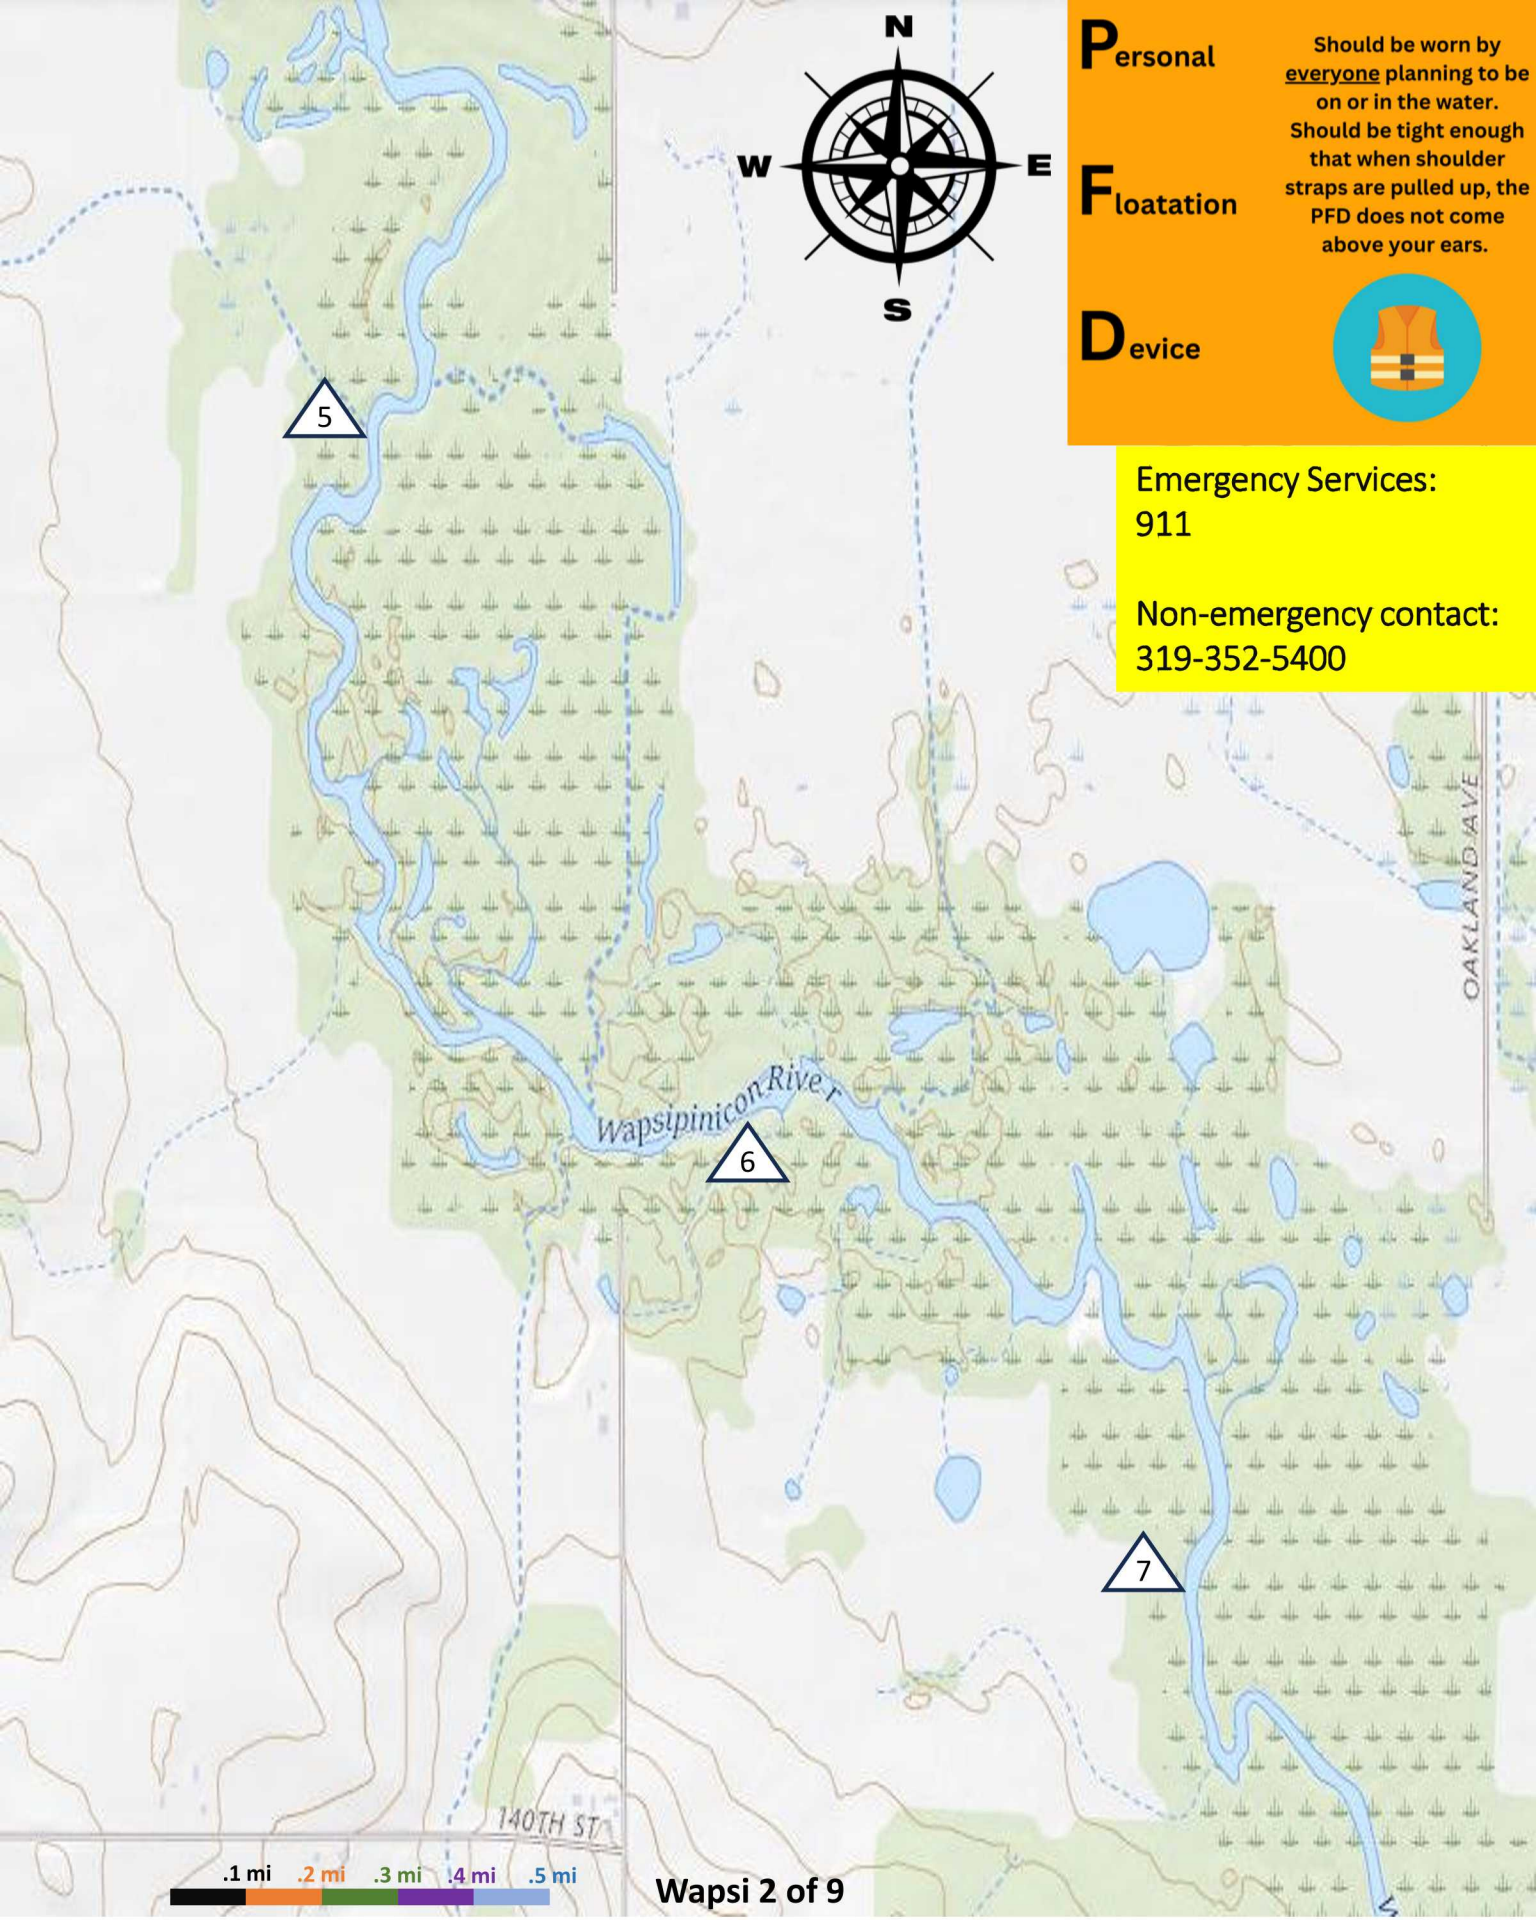 N
W
E
S
Personal
Floatation
Device
Should be worn by
everyone planning to be
on or in the water.
Should be tight enough
that when shoulder
straps are pulled up, the
PFD does not come
above your ears.
Emergency Services:
911
Non-emergency contact:
319-352-5400
5
OAKLAND AVE
Wapsipinicon River
6
7
140TH ST
.1 mi .2 mi .3 mi .4 mi .5 mi
Wapsi 2 of 9
W